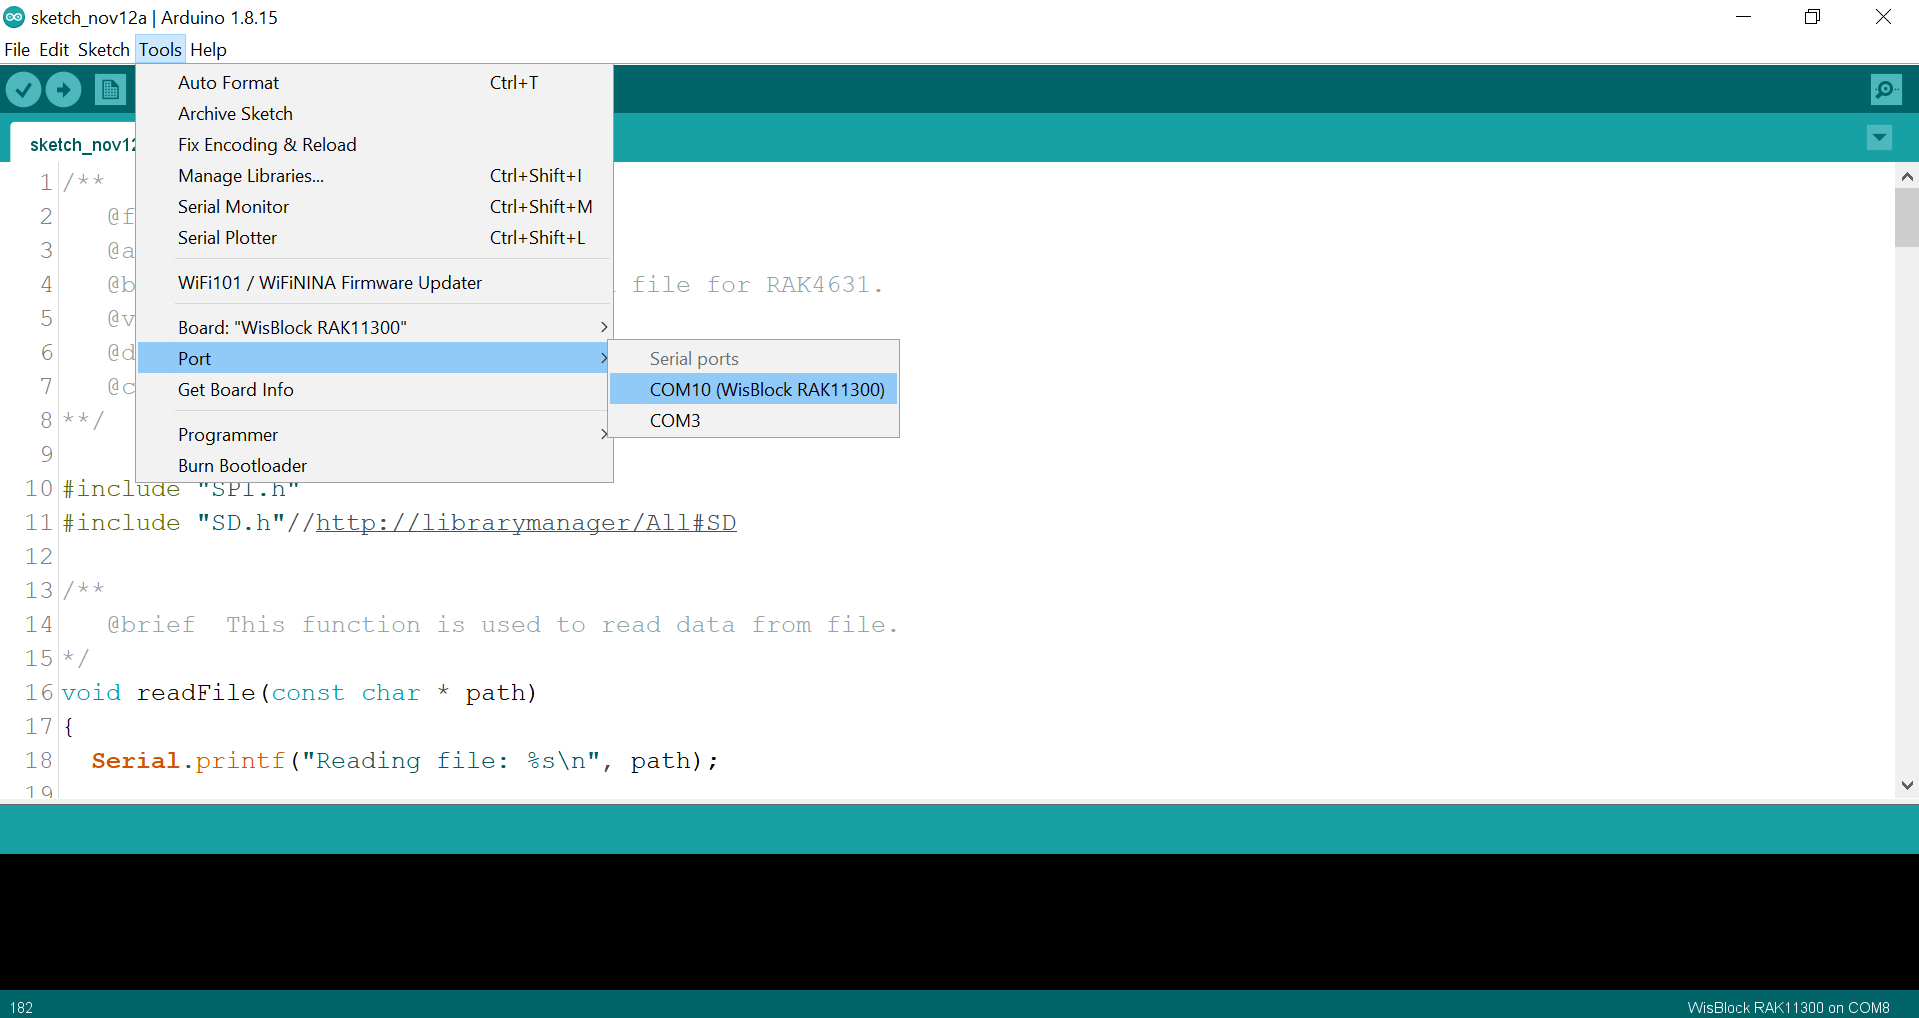 sketch_nov12a | Arduino 1.8.15
File Edit Sketch Tools Help
Auto Format Ctrl+T
Archive Sketch
Fix Encoding & Reload
Manage Libraries... Ctrl+Shift+I
Serial Monitor Ctrl+Shift+M
Serial Plotter Ctrl+Shift+L
WiFi101 / WiFiNINA Firmware Updater
Board: "WisBlock RAK11300"
Port
Get Board Info
Programmer
Burn Bootloader
Serial ports
COM10 (WisBlock RAK11300)
COM3
sketch_nov12
1 /**
2 @f
3 @a
4 @b file for RAK4631.
5 @v
6 @d
7 @c
8 **/
9
10 #include "SPI.h"
11 #include "SD.h"//http://librarymanager/All#SD
12
13 /**
14 @brief This function is used to read data from file.
15 */
16 void readFile(const char * path)
17 {
18 Serial.printf("Reading file: %s\n", path);
19
182
WisBlock RAK11300 on COM8